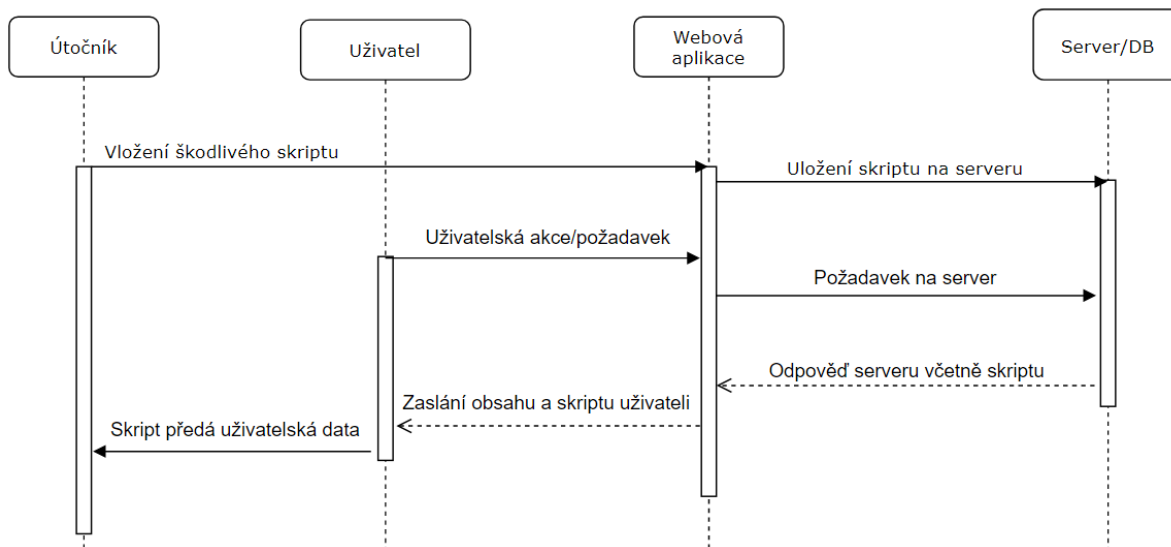 Útočník
Uživatel
Webová
aplikace
Server/DB
Vložení škodlivého skriptu
Uložení skriptu na serveru
Uživatelská akce/požadavek
Požadavek na server
Odpověď serveru včetně skriptu
Zaslání obsahu a skriptu uživateli
Skript předá uživatelská data